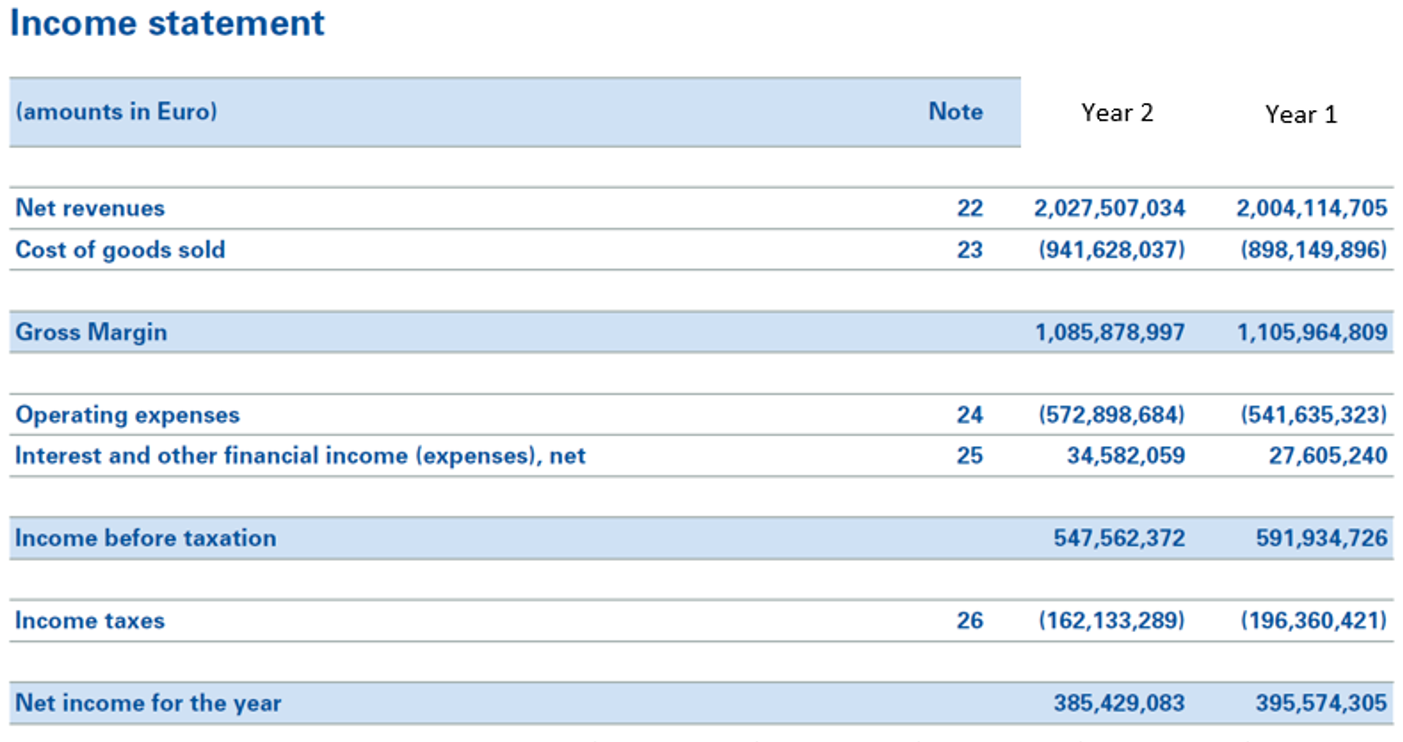 Income statement
(amounts in Euro) Note Year 2 Year 1
Net revenues 22 2,027,507,034 2,004,114,705
Cost of goods sold 23 (941,628,037) (898,149,896)
Gross Margin 1,085,878,997 1,105,964,809
Operating expenses 24 (572,898,684) (541,635,323)
Interest and other financial income (expenses), net 25 34,582,059 27,605,240
Income before taxation 547,562,372 591,934,726
Income taxes 26 (162,133,289) (196,360,421)
Net income for the year 385,429,083 395,574,305